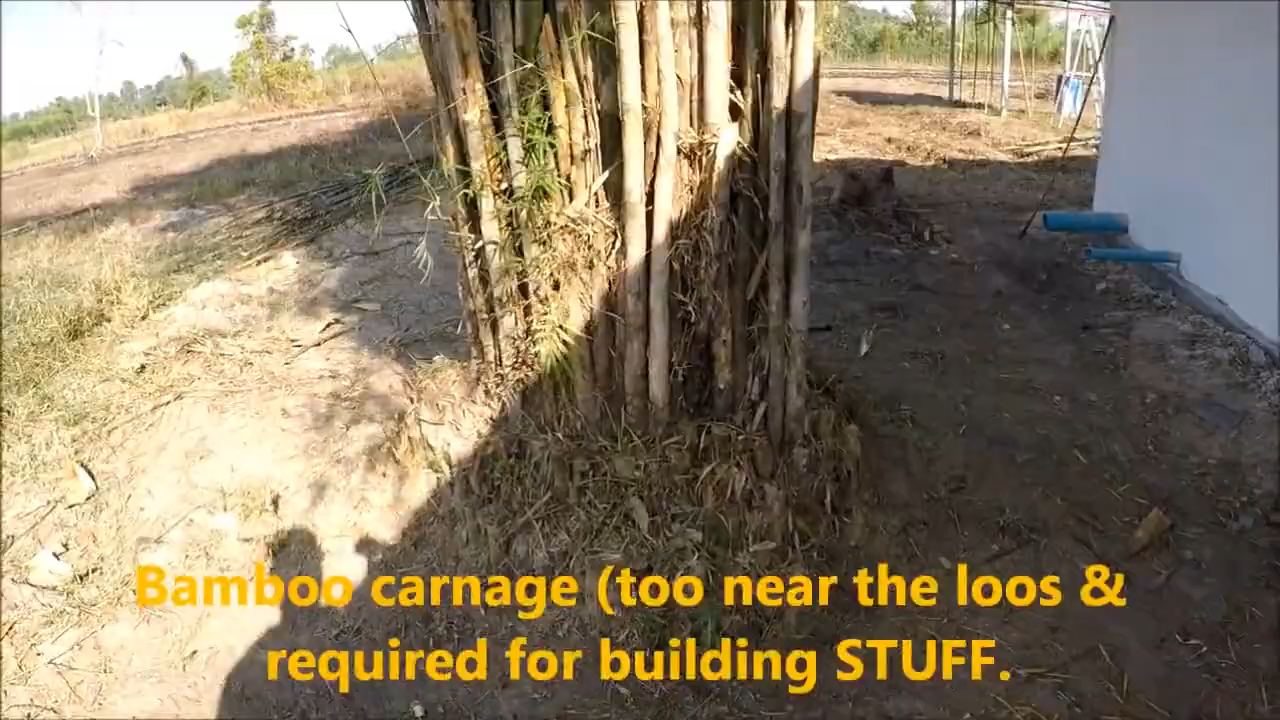 Bamboo carnage (too near the loos &
required for building STUFF.